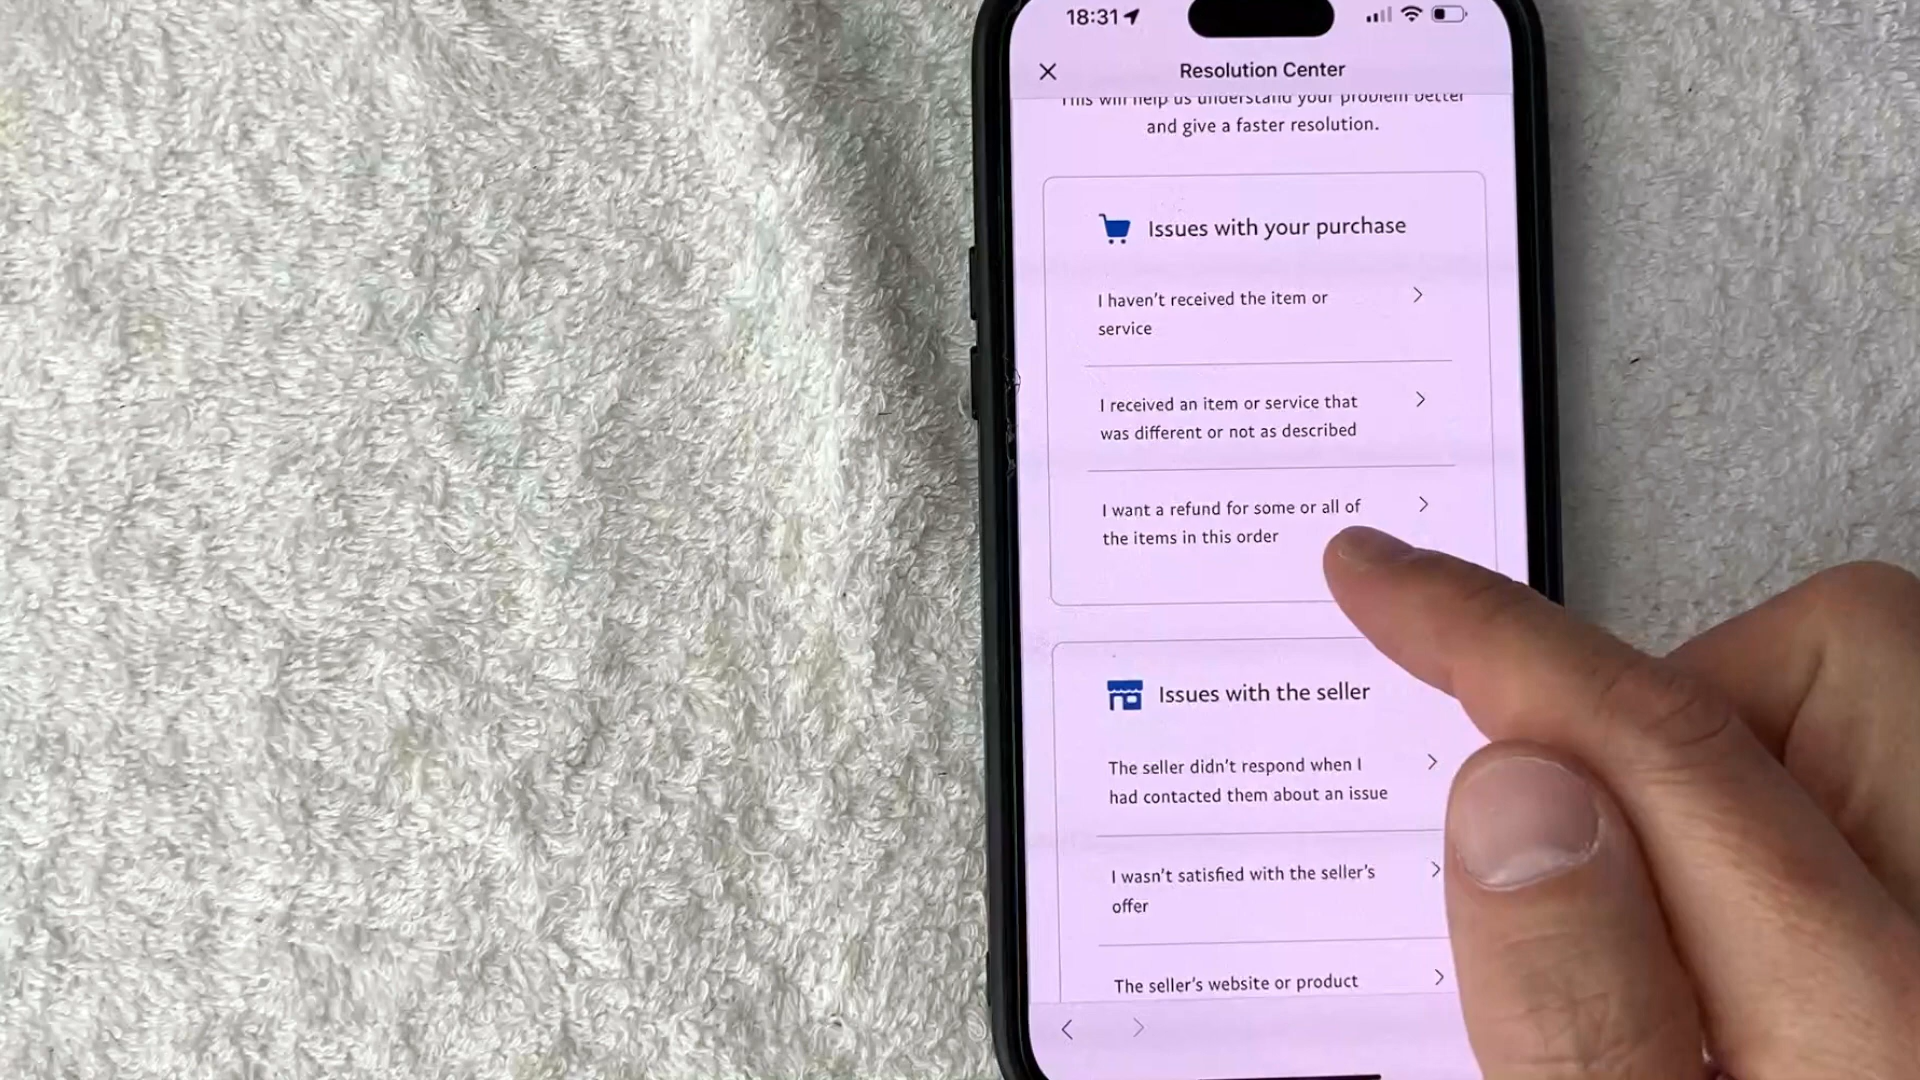 18:31
Resolution Center
This will help us understand your problem better
and give a faster resolution.
Issues with your purchase
I haven't received the item or
service
I received an item or service that
was different or not as described
I want a refund for some or all of
the items in this order
Issues with the seller
The seller didn't respond when I
had contacted them about an issue
I wasn't satisfied with the seller's
offer
The seller's website or product